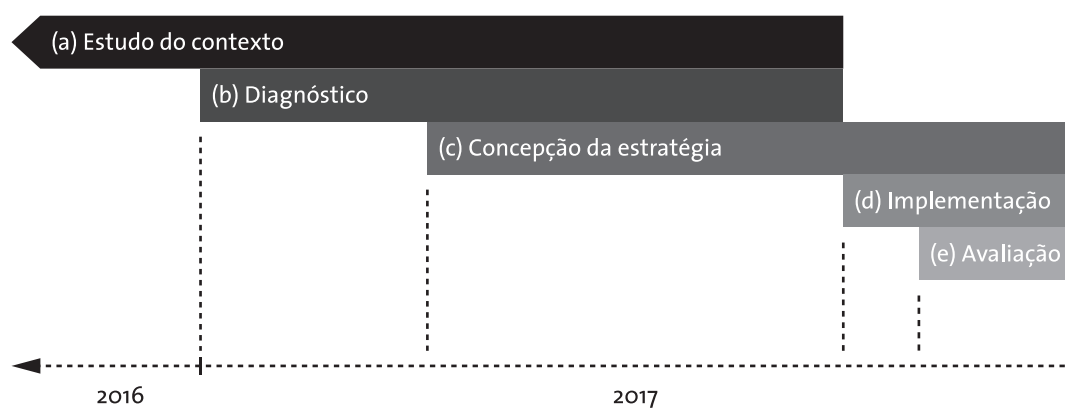 (a) Estudo do contexto
(b) Diagnóstico
(c) Concepção da estratégia
(d) Implementação
(e) Avaliação
2016
2017